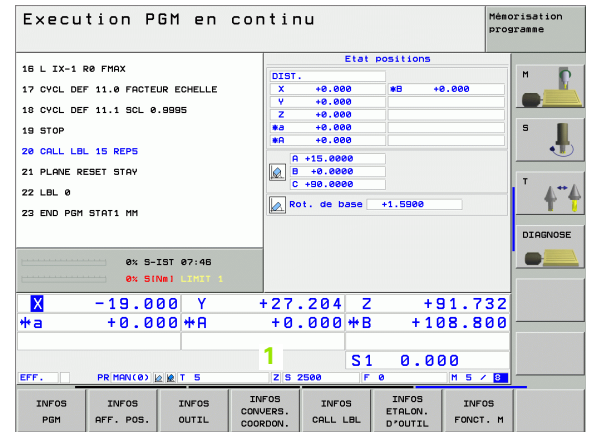 Execution PGM en continu
Mémorisation
programme
16 L IX-1 R0 FMAX
17 CYCL DEF 11.0 FACTEUR ECHELLE
18 CYCL DEF 11.1 SCL 0.9995
19 STOP
20 CALL LBL 15 REP5
21 PLANE RESET STAY
22 LBL 0
23 END PGM STAT1 MM
Etat positions
DIST.
X +0.000 *B +0.000
Y +0.000
Z +0.000
*a +0.000
*A +0.000
A +15.0000
B +0.0000
C +90.0000
Rot. de base +1.5900
M
S
T
DIAGNOSE
0% S-IST 07:46
0% S[Nm] LIMIT 1
X -19.000 Y +27.204 Z +91.732
*a +0.000 *A +0.000 *B +108.800
1
S1 0.00
EFF. PR MAN(0) T 5 Z S 2500 F 0 M 5 / 8
INFOS
PGM
INFOS
AFF. POS.
INFOS
OUTIL
INFOS
CONVERS.
COORDON.
INFOS
CALL LBL
INFOS
ETALON.
D'OUTIL
INFOS
FONCT. M